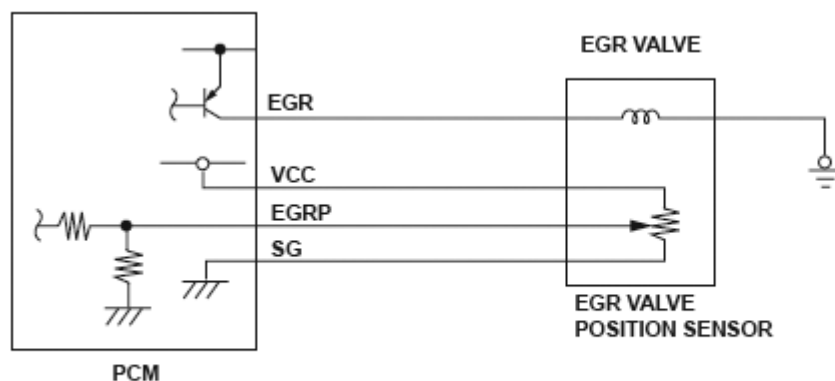 EGR VALVE
EGR
VCC
EGRP
SG
EGR VALVE
POSITION SENSOR
PCM